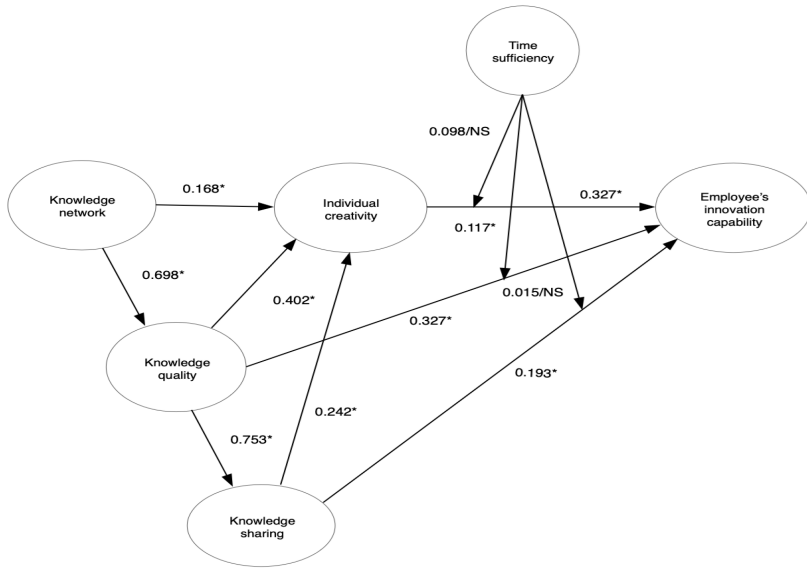 Time
sufficiency
0.098/NS
Knowledge
network
0.168*
Individual
creativity
0.327*
Employee's
innovation
capability
0.117*
0.698*
0.402*
0.015/NS
0.327*
Knowledge
quality
0.193*
0.242*
0.753*
Knowledge
sharing